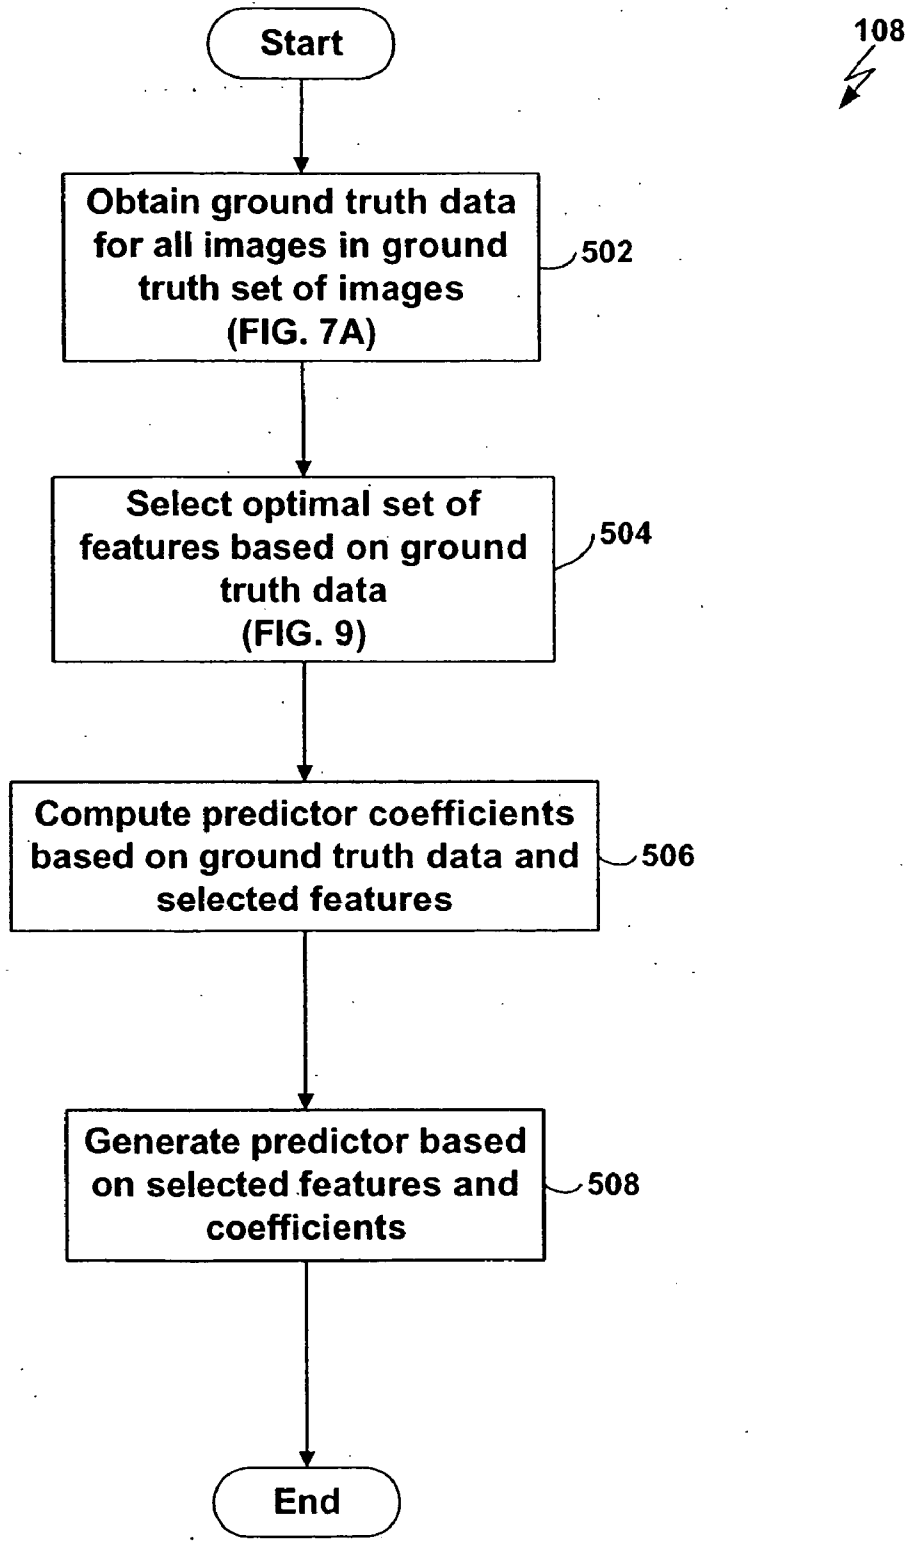 Start
108
Obtain ground truth data
for all images in ground
truth set of images
(FIG. 7A)
502
Select optimal set of
features based on ground
truth data
(FIG. 9)
504
Compute predictor coefficients
based on ground truth data and
selected features
506
Generate predictor based
on selected features and
coefficients
508
End